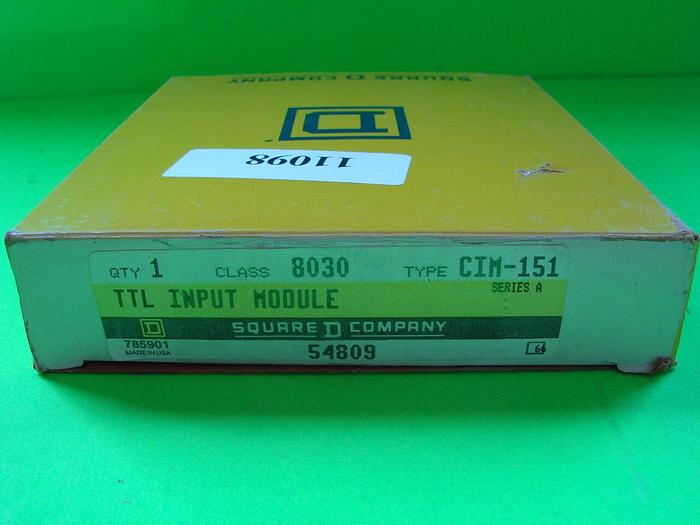 SQUARE D COMPANY
D
11098
QTY 1 CLASS 8030 TYPE CIM-151
SERIES A
TTL INPUT MODULE
D SQUARE D COMPANY
785901
MADE IN USA
54809
66